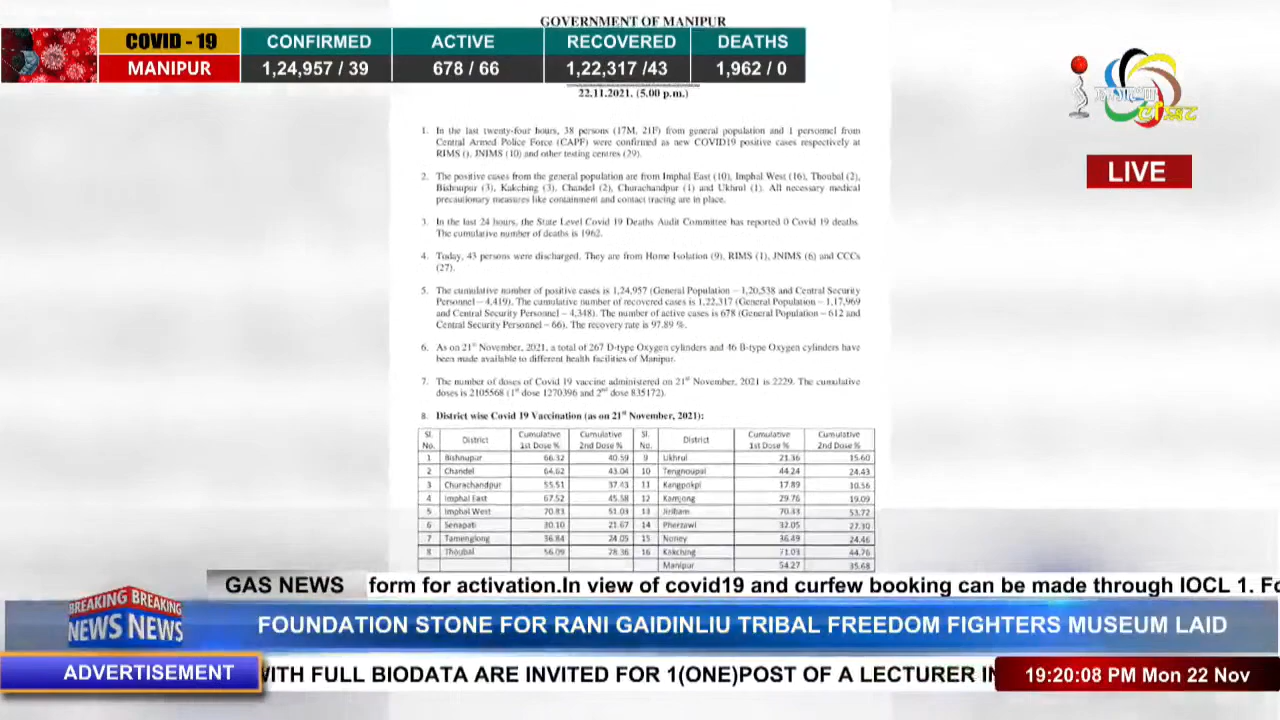 GOVERNMENT OF MANIPUR
COVID - 19
CONFIRMED
ACTIVE
RECOVERED
DEATHS
MANIPUR
1,24,957 / 39
678 / 66
1,22,317 /43
1,962 / 0
22.11.2021. (5.00 p.m.)
LIVE
1. In the last twenty-four hours, 38 persons (17M, 21F) from general population and 1 personnel from
Central Armed Police Force (CAPF) were confirmed as new COVID19 positive cases respectively at
RIMS (), JNIMS (10) and other testing centres (29).
2. The positive cases from the general population are from Imphal East (10), Imphal West (16), Thoubal (2),
Bishnupur (3), Kakching (3), Chandel (2), Churachandpur (1) and Ukhrul (1). All necessary medical
precautionary measures like containment and contact tracing are in place.
3. In the last 24 hours, the State Level Covid 19 Deaths Audit Committee has reported 0 Covid 19 deaths.
The cumulative number of deaths is 1962.
4. Today, 43 persons were discharged. They are from Home Isolation (9), RIMS (1), JNIMS (6) and CCCs
(27).
5. The cumulative number of positive cases is 1,24,957 (General Population – 1,20,538 and Central Security
Personnel – 4,419). The cumulative number of recovered cases is 1,22,317 (General Population – 1,17,969
and Central Security Personnel – 4,348). The number of active cases is 678 (General Population – 612 and
Central Security Personnel – 66). The recovery rate is 97.89 %.
6. As on 21st November, 2021, a total of 267 D-type Oxygen cylinders and 46 B-type Oxygen cylinders have
been made available to different health facilities of Manipur.
7. The number of doses of Covid 19 vaccine administered on 21st November, 2021 is 2229. The cumulative
doses is 2105568 (1st dose 1270396 and 2nd dose 835172).
8. District wise Covid 19 Vaccination (as on 21st November, 2021):
Sl. No. District Cumulative 1st Dose % Cumulative 2nd Dose % Sl. No. District Cumulative 1st Dose % Cumulative 2nd Dose %
1 Bishnupur 66.32 40.59 9 Ukhrul 21.36 15.60
2 Chandel 64.62 43.04 10 Tengnoupal 44.24 24.43
3 Churachandpur 55.51 37.43 11 Kangpokpi 17.89 10.56
4 Imphal East 67.52 45.58 12 Kamjong 29.76 19.09
5 Imphal West 70.83 51.03 13 Jiribam 70.33 53.72
6 Senapati 30.10 21.67 14 Pherzawl 32.05 27.30
7 Tamenglong 36.84 24.05 15 Noney 36.49 24.46
8 Thoubal 56.09 28.36 16 Kakching 71.03 44.76
Manipur 54.27 35.68
GAS NEWS form for activation.In view of covid19 and curfew booking can be made through IOCL 1. Fo
BREAKING BREAKING
NEWS NEWS
FOUNDATION STONE FOR RANI GAIDINLIU TRIBAL FREEDOM FIGHTERS MUSEUM LAID
ADVERTISEMENT WITH FULL BIODATA ARE INVITED FOR 1(ONE)POST OF A LECTURER IN
19:20:08 PM Mon 22 Nov